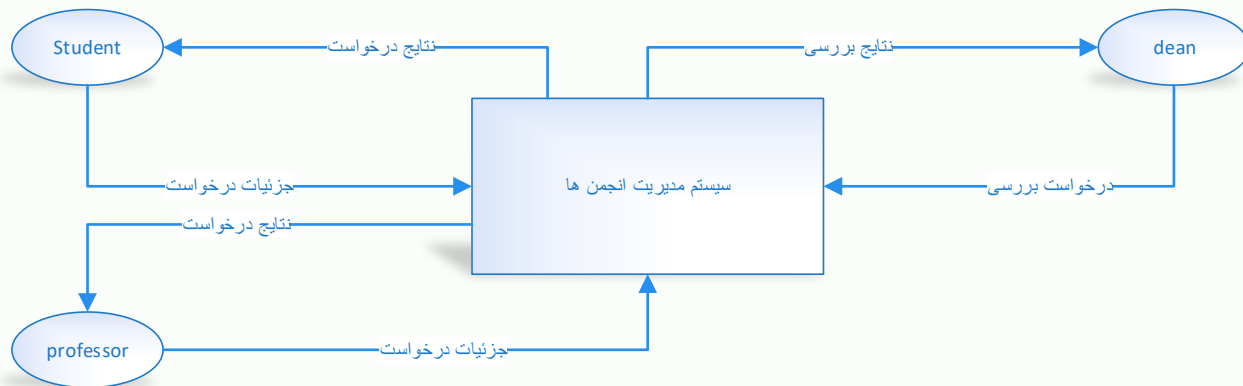 Student
نتایج درخواست
نتایج بررسی
dean
جزئیات درخواست
سیستم مدیریت انجمن ها
درخواست بررسی
نتایج درخواست
professor
جزئیات درخواست